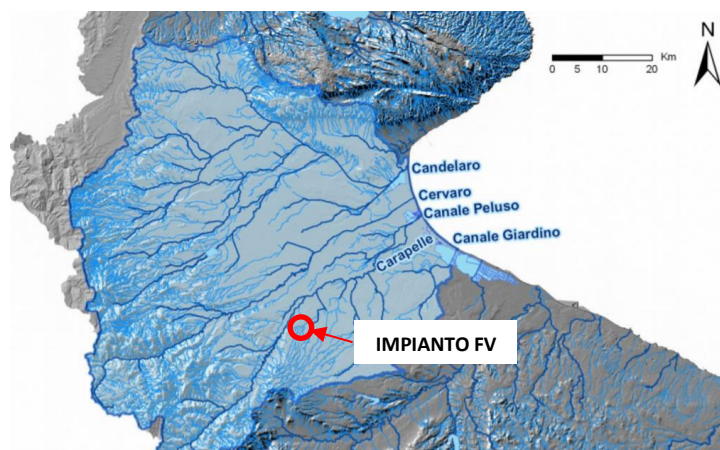 N
Km
0 5 10 20
Candelaro
Cervaro
Canale Peluso
Canale Giardino
Carapelle
IMPIANTO FV